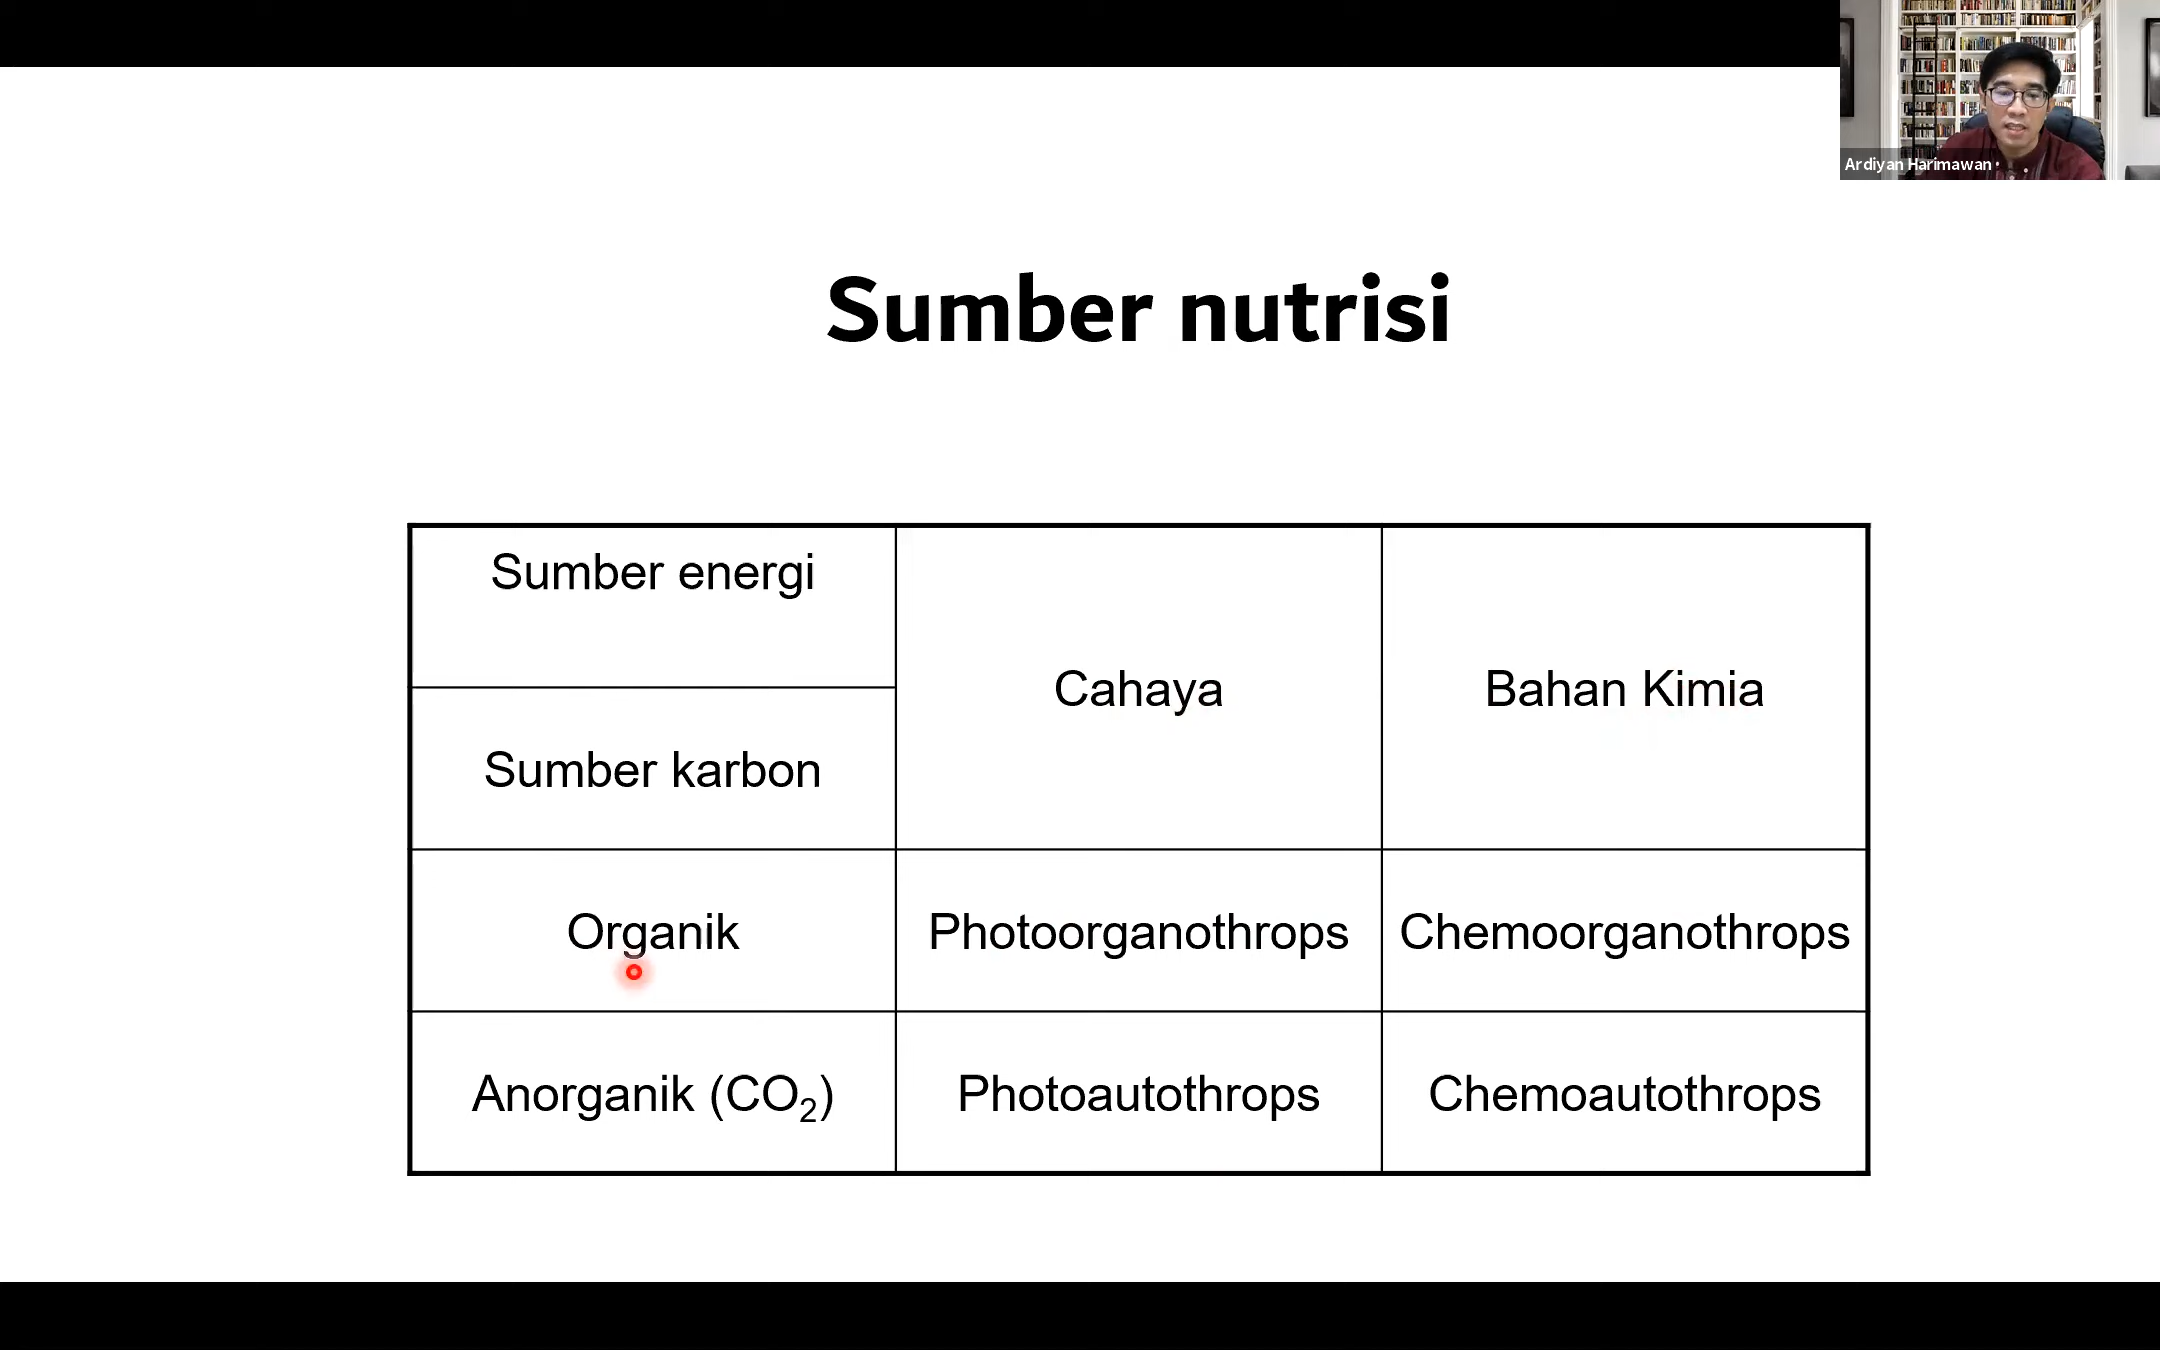 Ardiyan Harimawan
Sumber nutrisi
Sumber energi
Cahaya
Bahan Kimia
Sumber karbon
Organik
Photoorganothrops
Chemoorganothrops
Anorganik (CO₂)
Photoautothrops
Chemoautothrops